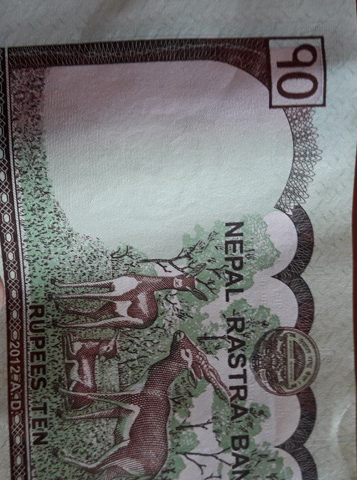 १०
NEPAL RASTRA BAN
RUPEES TEN
2012 A.D.